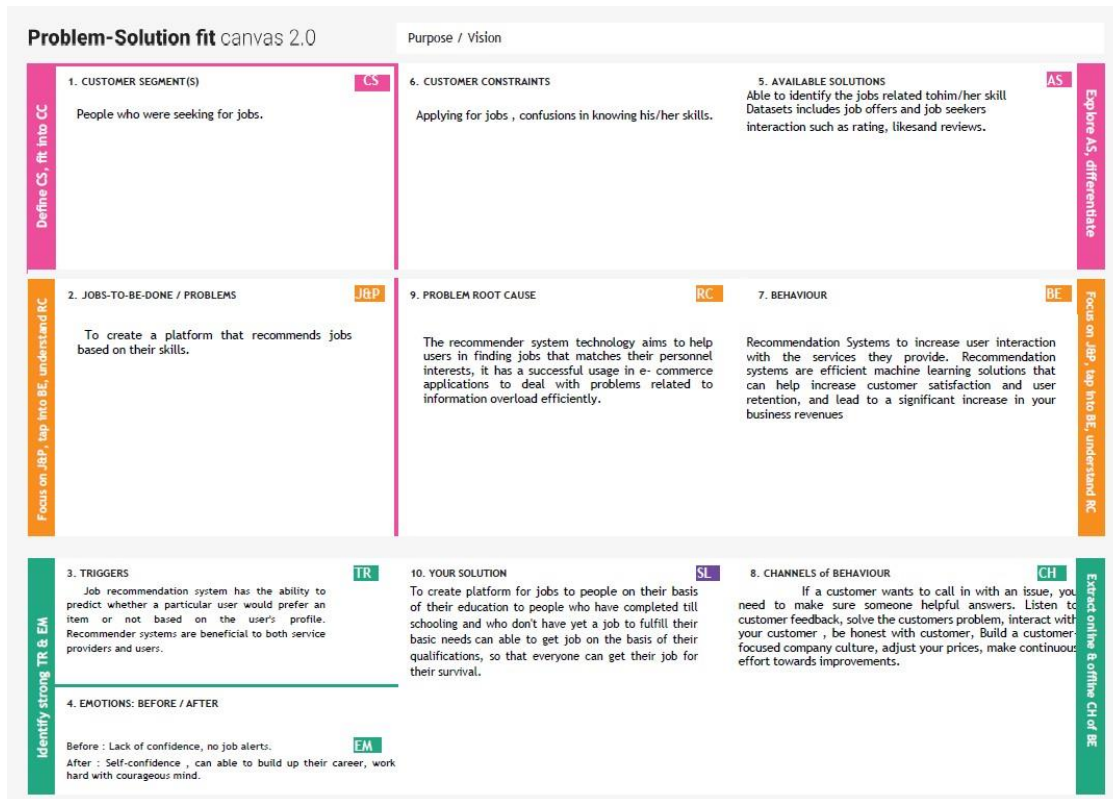 Problem-Solution fit canvas 2.0
Purpose / Vision
Define CS, fit into CC
1. CUSTOMER SEGMENT(S)
CS
People who were seeking for jobs.
6. CUSTOMER CONSTRAINTS
Applying for jobs , confusions in knowing his/her skills.
5. AVAILABLE SOLUTIONS
AS
Able to identify the jobs related tohim/her skill
Datasets includes job offers and job seekers
interaction such as rating, likesand reviews.
Explore AS, differentiate
Focus on J&P, tap into BE, understand RC
2. JOBS-TO-BE-DONE / PROBLEMS
J&P
To create a platform that recommends jobs
based on their skills.
9. PROBLEM ROOT CAUSE
RC
The recommender system technology aims to help
users in finding jobs that matches their personnel
interests, it has a successful usage in e- commerce
applications to deal with problems related to
information overload efficiently.
7. BEHAVIOUR
BE
Recommendation Systems to increase user interaction
with the services they provide. Recommendation
systems are efficient machine learning solutions that
can help increase customer satisfaction and user
retention, and lead to a significant increase in your
business revenues
Focus on J&P, tap into BE, understand RC
Identify strong TR & EM
3. TRIGGERS
TR
Job recommendation system has the ability to
predict whether a particular user would prefer an
item or not based on the user's profile.
Recommender systems are beneficial to both service
providers and users.
4. EMOTIONS: BEFORE / AFTER
EM
Before : Lack of confidence, no job alerts.
After : Self-confidence , can able to build up their career, work
hard with courageous mind.
10. YOUR SOLUTION
SL
To create platform for jobs to people on their basis
of their education to people who have completed till
schooling and who don't have yet a job to fulfill their
basic needs can able to get job on the basis of their
qualifications, so that everyone can get their job for
their survival.
8. CHANNELS of BEHAVIOUR
CH
If a customer wants to call in with an issue, you
need to make sure someone helpful answers. Listen to
customer feedback, solve the customers problem, interact with
your customer , be honest with customer, Build a customer-
focused company culture, adjust your prices, make continuous
effort towards improvements.
Extract online & offline CH of BE